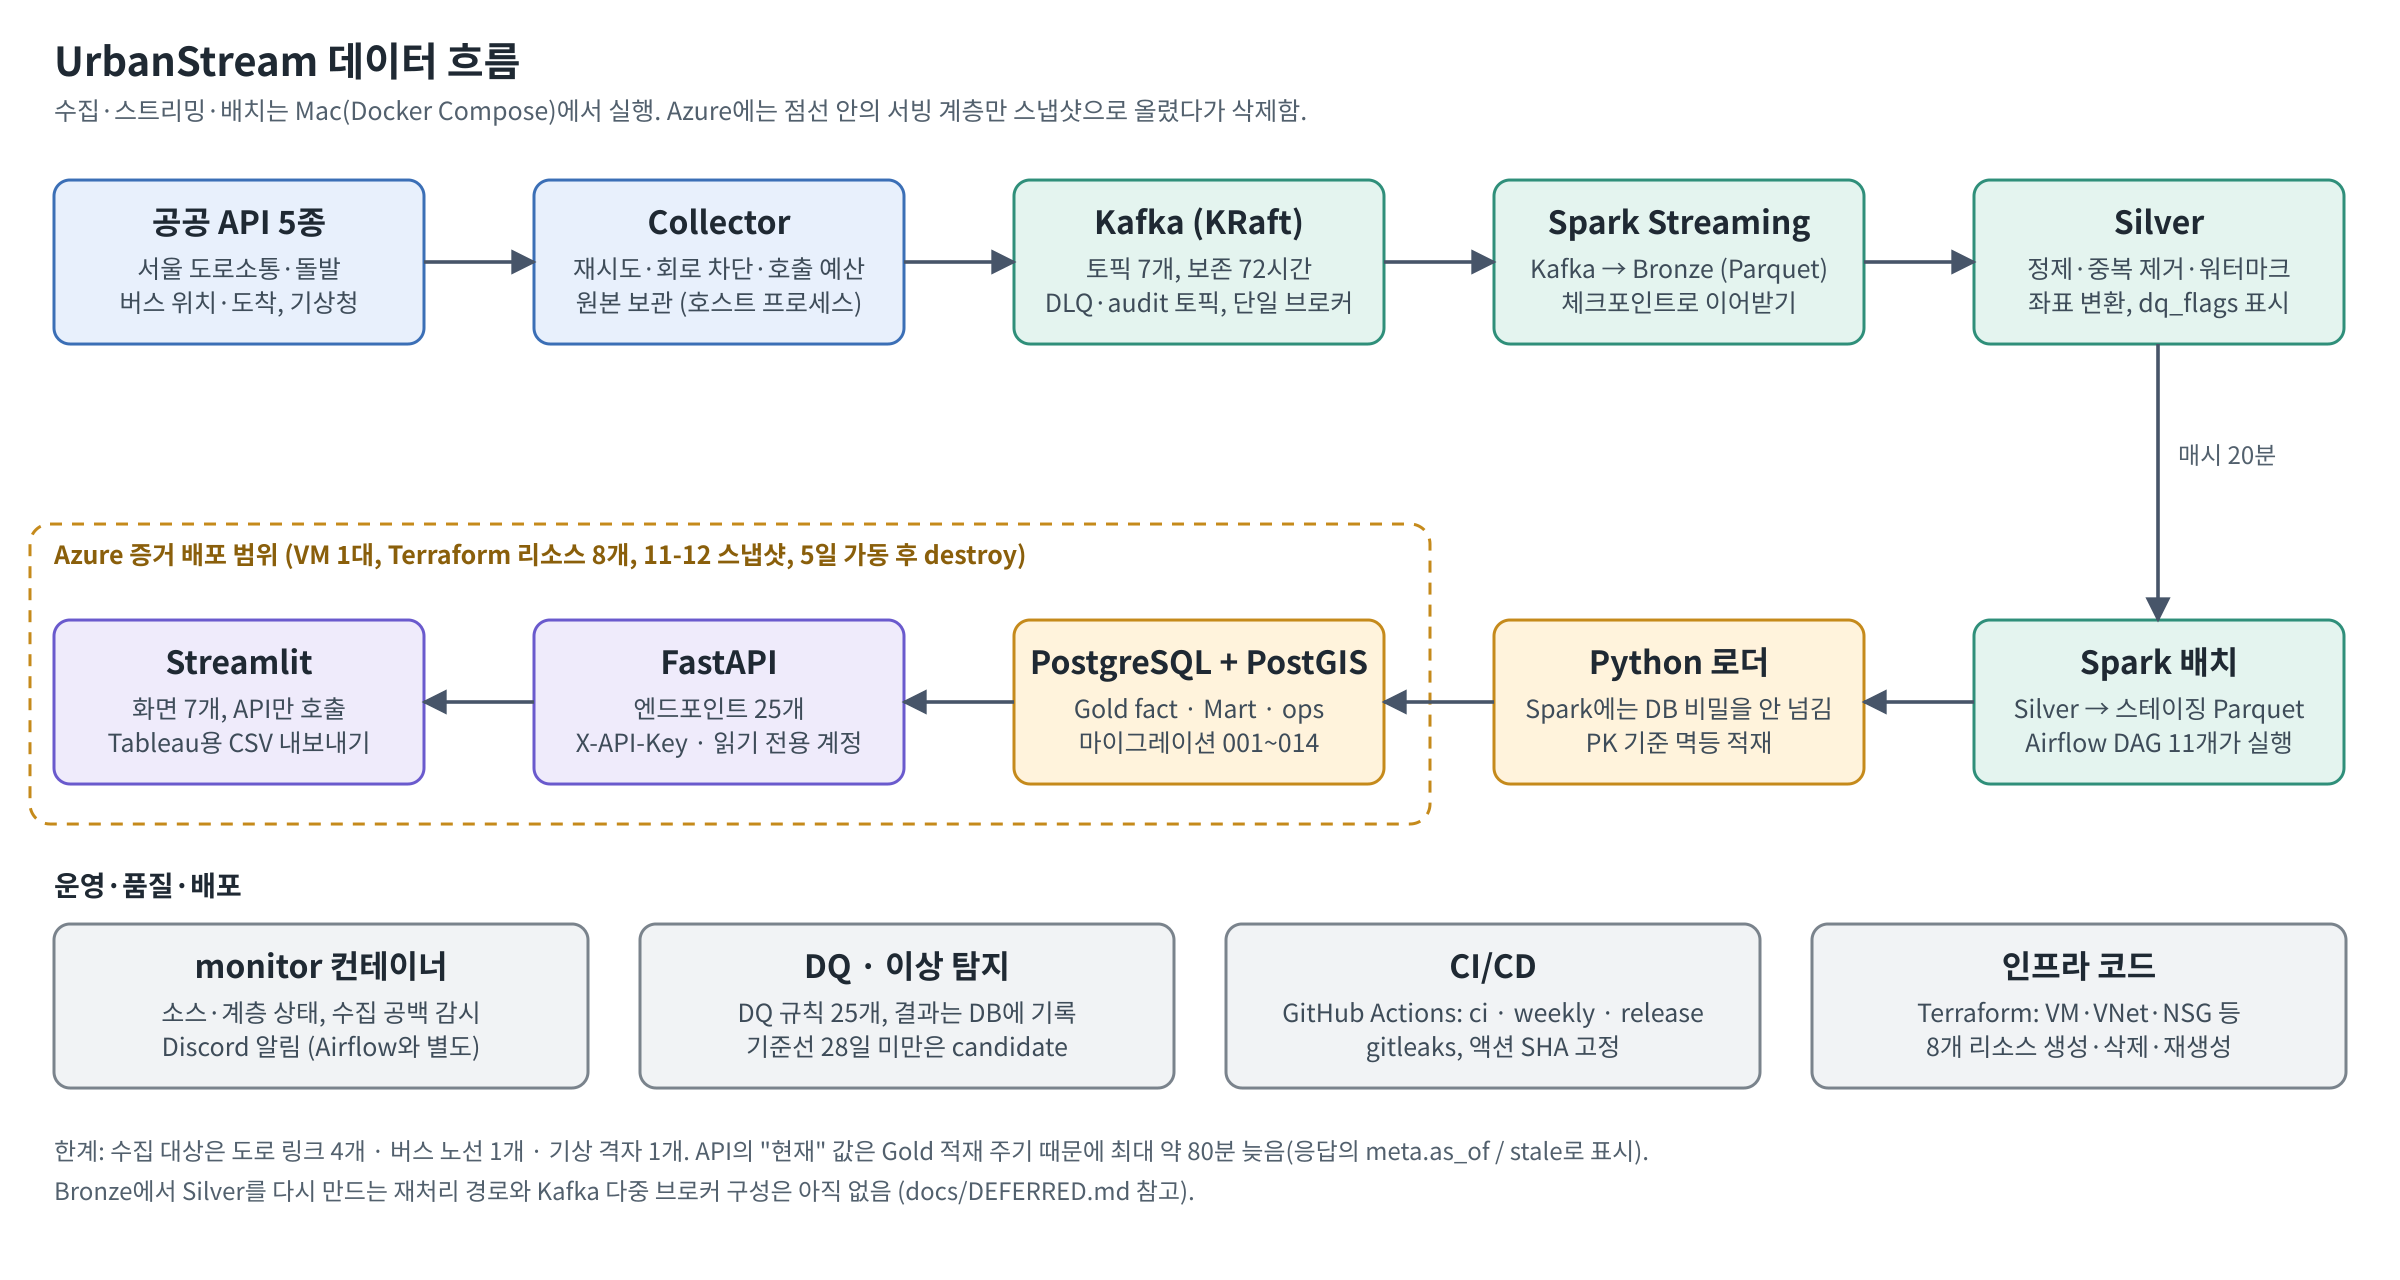 UrbanStream 데이터 흐름
수집·스트리밍·배치는 Mac(Docker Compose)에서 실행. Azure에는 점선 안의 서빙 계층만 스냅샷으로 올렸다가 삭제함.
공공 API 5종
서울 도로소통·돌발
버스 위치·도착, 기상청
Collector
재시도·회로 차단·호출 예산
원본 보관 (호스트 프로세스)
Kafka (KRaft)
토픽 7개, 보존 72시간
DLQ·audit 토픽, 단일 브로커
Spark Streaming
Kafka → Bronze (Parquet)
체크포인트로 이어받기
Silver
정제·중복 제거·워터마크
좌표 변환, dq_flags 표시
매시 20분
Azure 증거 배포 범위 (VM 1대, Terraform 리소스 8개, 11-12 스냅샷, 5일 가동 후 destroy)
Streamlit
화면 7개, API만 호출
Tableau용 CSV 내보내기
FastAPI
엔드포인트 25개
X-API-Key · 읽기 전용 계정
PostgreSQL + PostGIS
Gold fact · Mart · ops
마이그레이션 001~014
Python 로더
Spark에는 DB 비밀을 안 넘김
PK 기준 멱등 적재
Spark 배치
Silver → 스테이징 Parquet
Airflow DAG 11개가 실행
운영·품질·배포
monitor 컨테이너
소스·계층 상태, 수집 공백 감시
Discord 알림 (Airflow와 별도)
DQ · 이상 탐지
DQ 규칙 25개, 결과는 DB에 기록
기준선 28일 미만은 candidate
CI/CD
GitHub Actions: ci · weekly · release
gitleaks, 액션 SHA 고정
인프라 코드
Terraform: VM·VNet·NSG 등
8개 리소스 생성·삭제·재생성
한계: 수집 대상은 도로 링크 4개 · 버스 노선 1개 · 기상 격자 1개. API의 "현재" 값은 Gold 적재 주기 때문에 최대 약 80분 늦음(응답의 meta.as_of / stale로 표시).
Bronze에서 Silver를 다시 만드는 재처리 경로와 Kafka 다중 브로커 구성은 아직 없음 (docs/DEFERRED.md 참고).